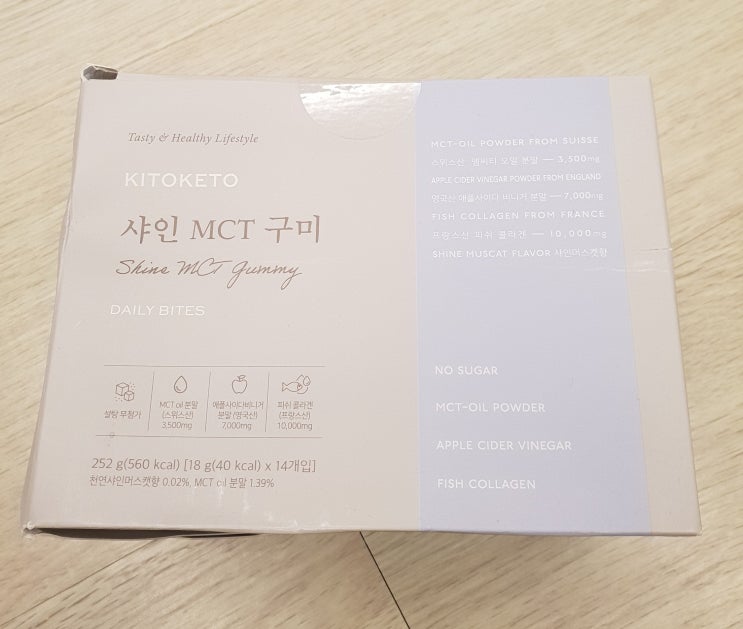 Tasty & Healthy Lifestyle
KITOKETO
샤인 MCT 구미
Shine MCT Gummy
DAILY BITES
설탕 무첨가
MCT oil 분말
(스위스산)
3,500mg
애플사이다비니거
분말(영국산)
7,000mg
피쉬 콜라겐
(프랑스산)
10,000mg
252 g(560 kcal) [18 g(40 kcal) x 14개입]
천연샤인머스캣향 0.02%, MCT oil 분말 1.39%
MCT-OIL POWDER FROM SUISSE
스위스산 엠씨티 오일 분말 — 3,500mg
APPLE CIDER VINEGAR POWDER FROM ENGLAND
영국산 애플사이다 비니거 분말 — 7,000mg
FISH COLLAGEN FROM FRANCE
프랑스산 피쉬 콜라겐 — 10,000mg
SHINE MUSCAT FLAVOR 샤인머스캣향
NO SUGAR
MCT-OIL POWDER
APPLE CIDER VINEGAR
FISH COLLAGEN